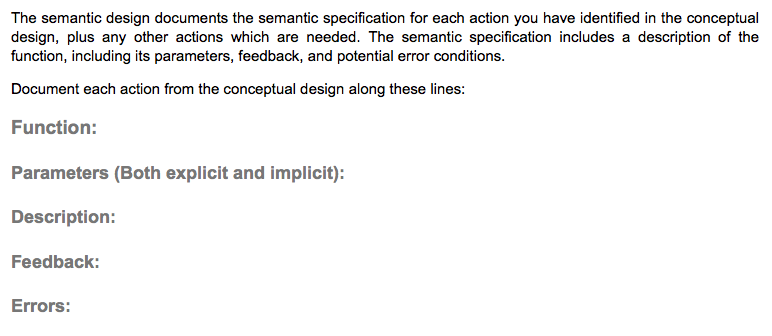 The semantic design documents the semantic specification for each action you have identified in the conceptual
design, plus any other actions which are needed. The semantic specification includes a description of the
function, including its parameters, feedback, and potential error conditions.
Document each action from the conceptual design along these lines:
Function:
Parameters (Both explicit and implicit):
Description:
Feedback:
Errors: